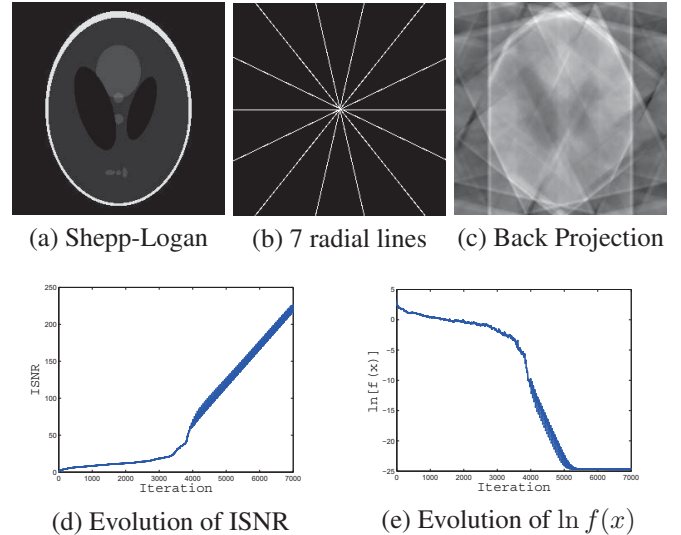 (a) Shepp-Logan
(b) 7 radial lines
(c) Back Projection
250
200
150
100
50
0
ISNR
0 1000 2000 3000 4000 5000 6000 7000
Iteration
5
0
−5
−10
−15
−20
−25
ln[f(x)]
0 1000 2000 3000 4000 5000 6000 7000
Iteration
(d) Evolution of ISNR
(e) Evolution of ln f(x)